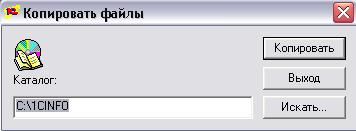 Копировать файлы
Копировать
Каталог:
Выход
C:\1CINFO
Искать...